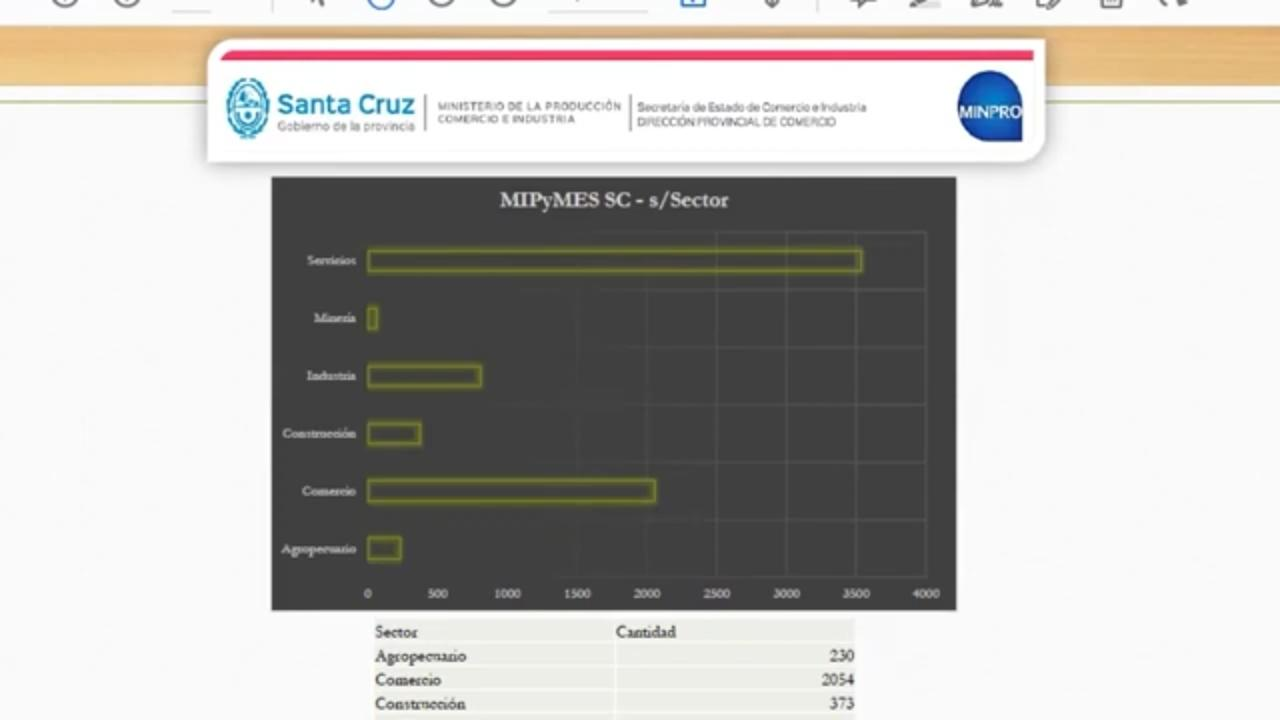 Santa Cruz
Gobierno de la provincia
MINISTERIO DE LA PRODUCCIÓN
COMERCIO E INDUSTRIA
Secretaría de Estado de Comercio e Industria
DIRECCIÓN PROVINCIAL DE COMERCIO
MINPRO
MIPyMES SC - s/Sector
Servicios
Minería
Industria
Construcción
Comercio
Agropecuario
0 500 1000 1500 2000 2500 3000 3500 4000
Sector Cantidad
Agropecuario 230
Comercio 2054
Construcción 373